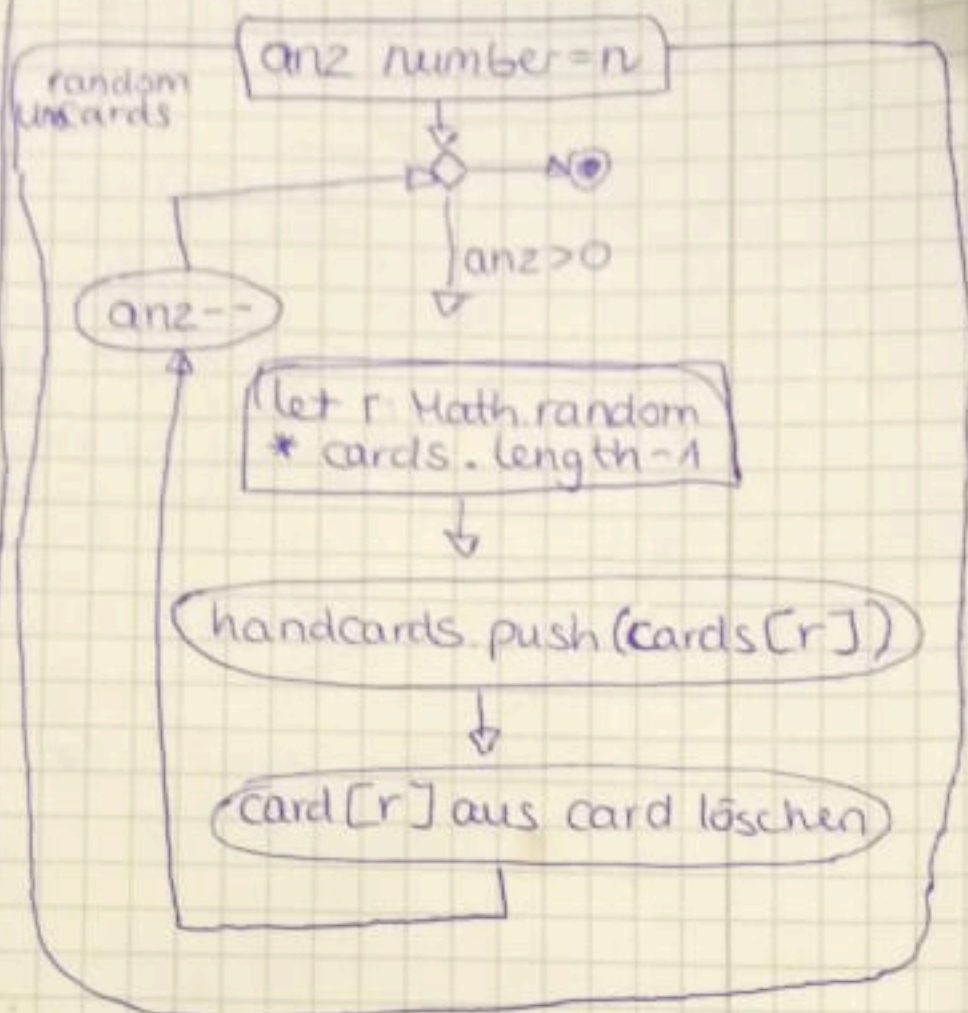 anz number=n
random
Cards
anz>0
anz--
let r Math.random
* cards.length-1
handcards.push(cards[r])
card[r] aus card löschen